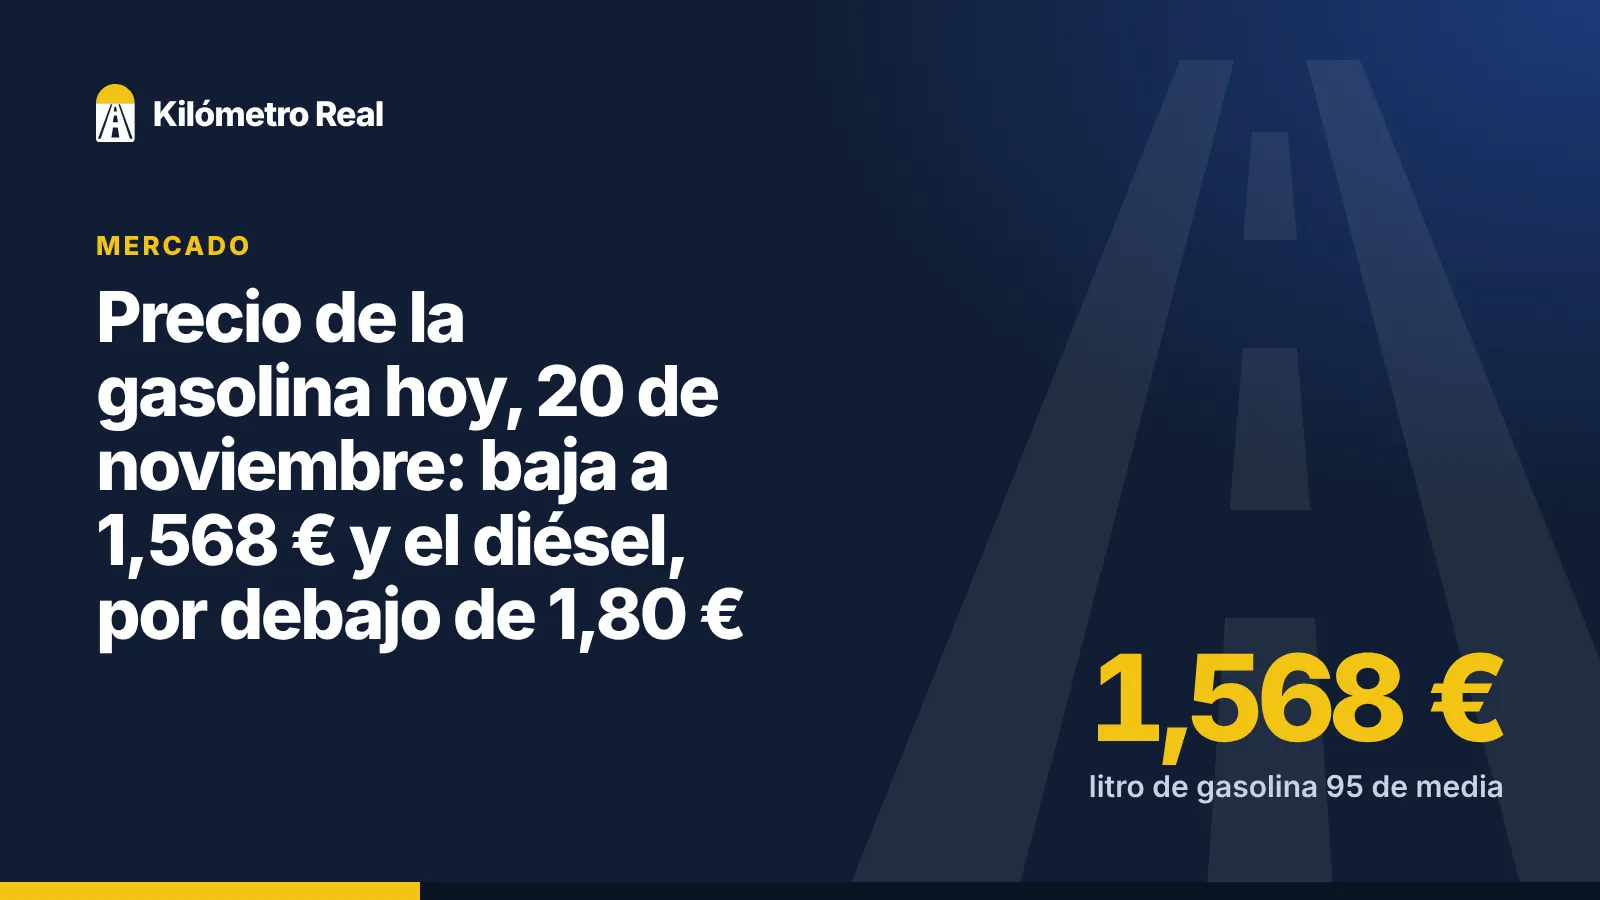 Kilómetro Real
MERCADO
Precio de la
gasolina hoy, 20 de
noviembre: baja a
1,568 € y el diésel,
por debajo de 1,80 €
1,568 €
litro de gasolina 95 de media